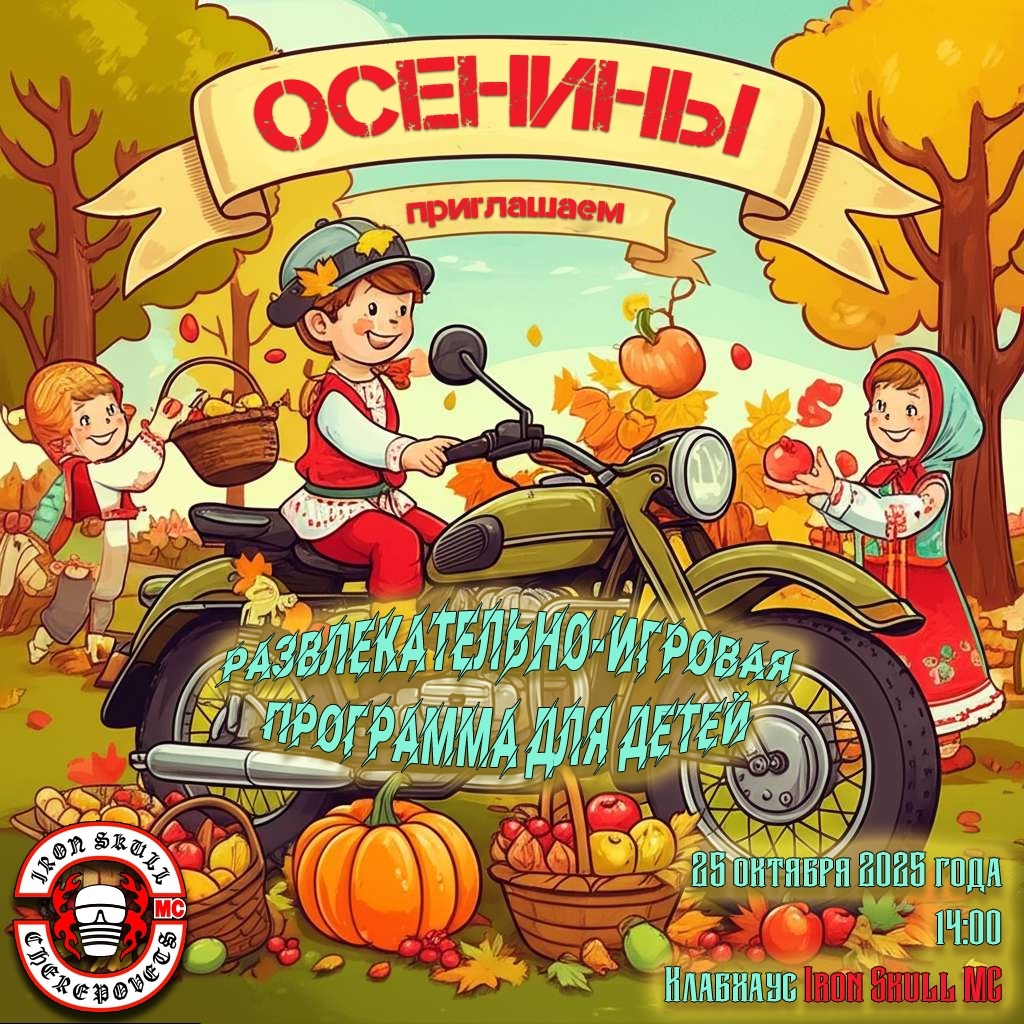 ОСЕНИНЫ
приглашаем
РАЗВЛЕКАТЕЛЬНО-ИГРОВАЯ
ПРОГРАММА ДЛЯ ДЕТЕЙ
25 октября 2025 года
14:00
Клабхаус Iron Skull MC
IRON SKULL
MC
CHEREPOVETS